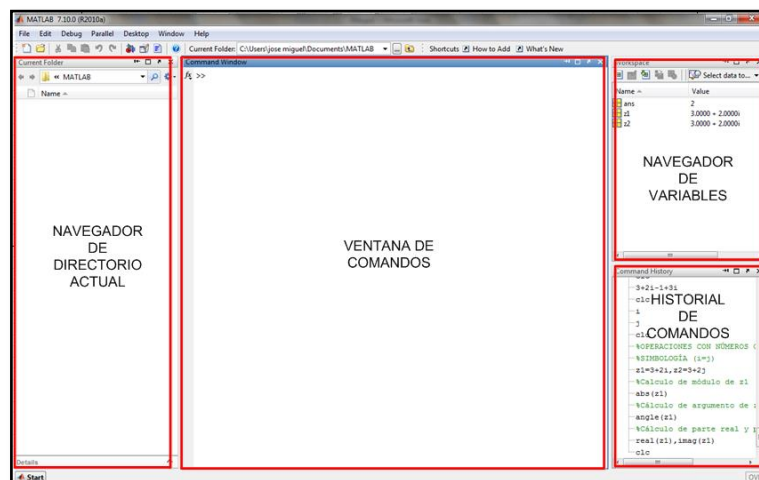 MATLAB 7.10.0 (R2010a)
File Edit Debug Parallel Desktop Window Help
Current Folder: C:\Users\jose miguel\Documents\MATLAB
Shortcuts How to Add What's New
Current Folder
« MATLAB
Name
NAVEGADOR
DE
DIRECTORIO
ACTUAL
Details
Start
Command Window
fx >>
VENTANA DE
COMANDOS
Workspace
Select data to...
Name Value
ans 2
z1 3.0000 + 2.0000i
z2 3.0000 + 2.0000i
NAVEGADOR
DE
VARIABLES
Command History
3+2i-1+3i
clc
i
j
clc
HISTORIAL
DE
COMANDOS
%OPERACIONES CON NÚMEROS
%SIMBOLOGÍA (i=j)
z1=3+2i,z2=3+2j
%Calculo de módulo de z1
abs(z1)
%Cálculo de argumento de
angle(z1)
%Cálculo de parte real y
real(z1),imag(z1)
clc